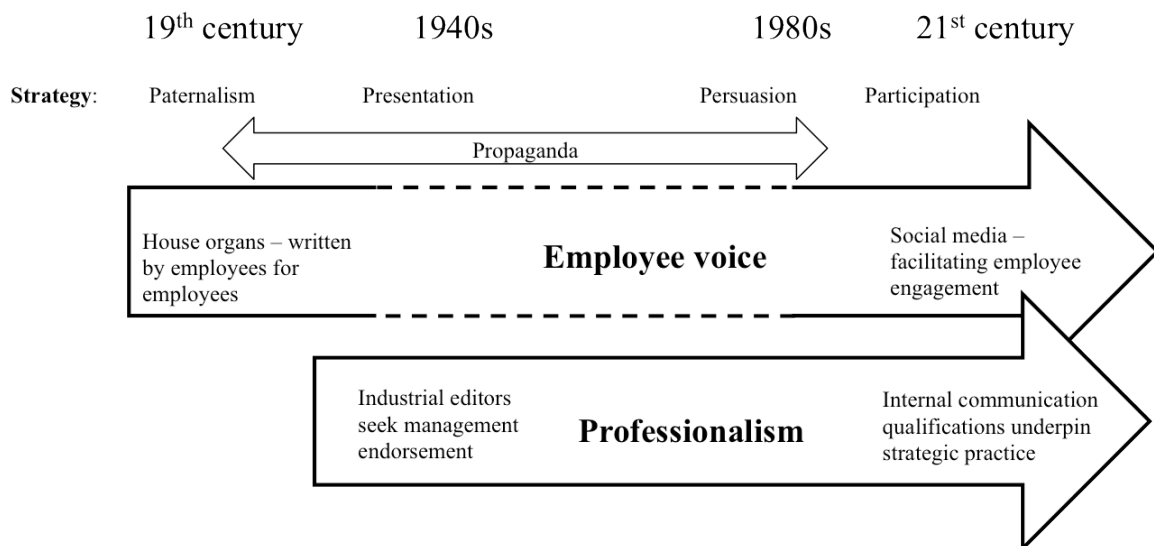 19th century 1940s 1980s 21st century
Strategy: Paternalism Presentation Persuasion Participation
Propaganda
House organs – written
by employees for
employees
Employee voice
Social media –
facilitating employee
engagement
Industrial editors
seek management
endorsement
Professionalism
Internal communication
qualifications underpin
strategic practice